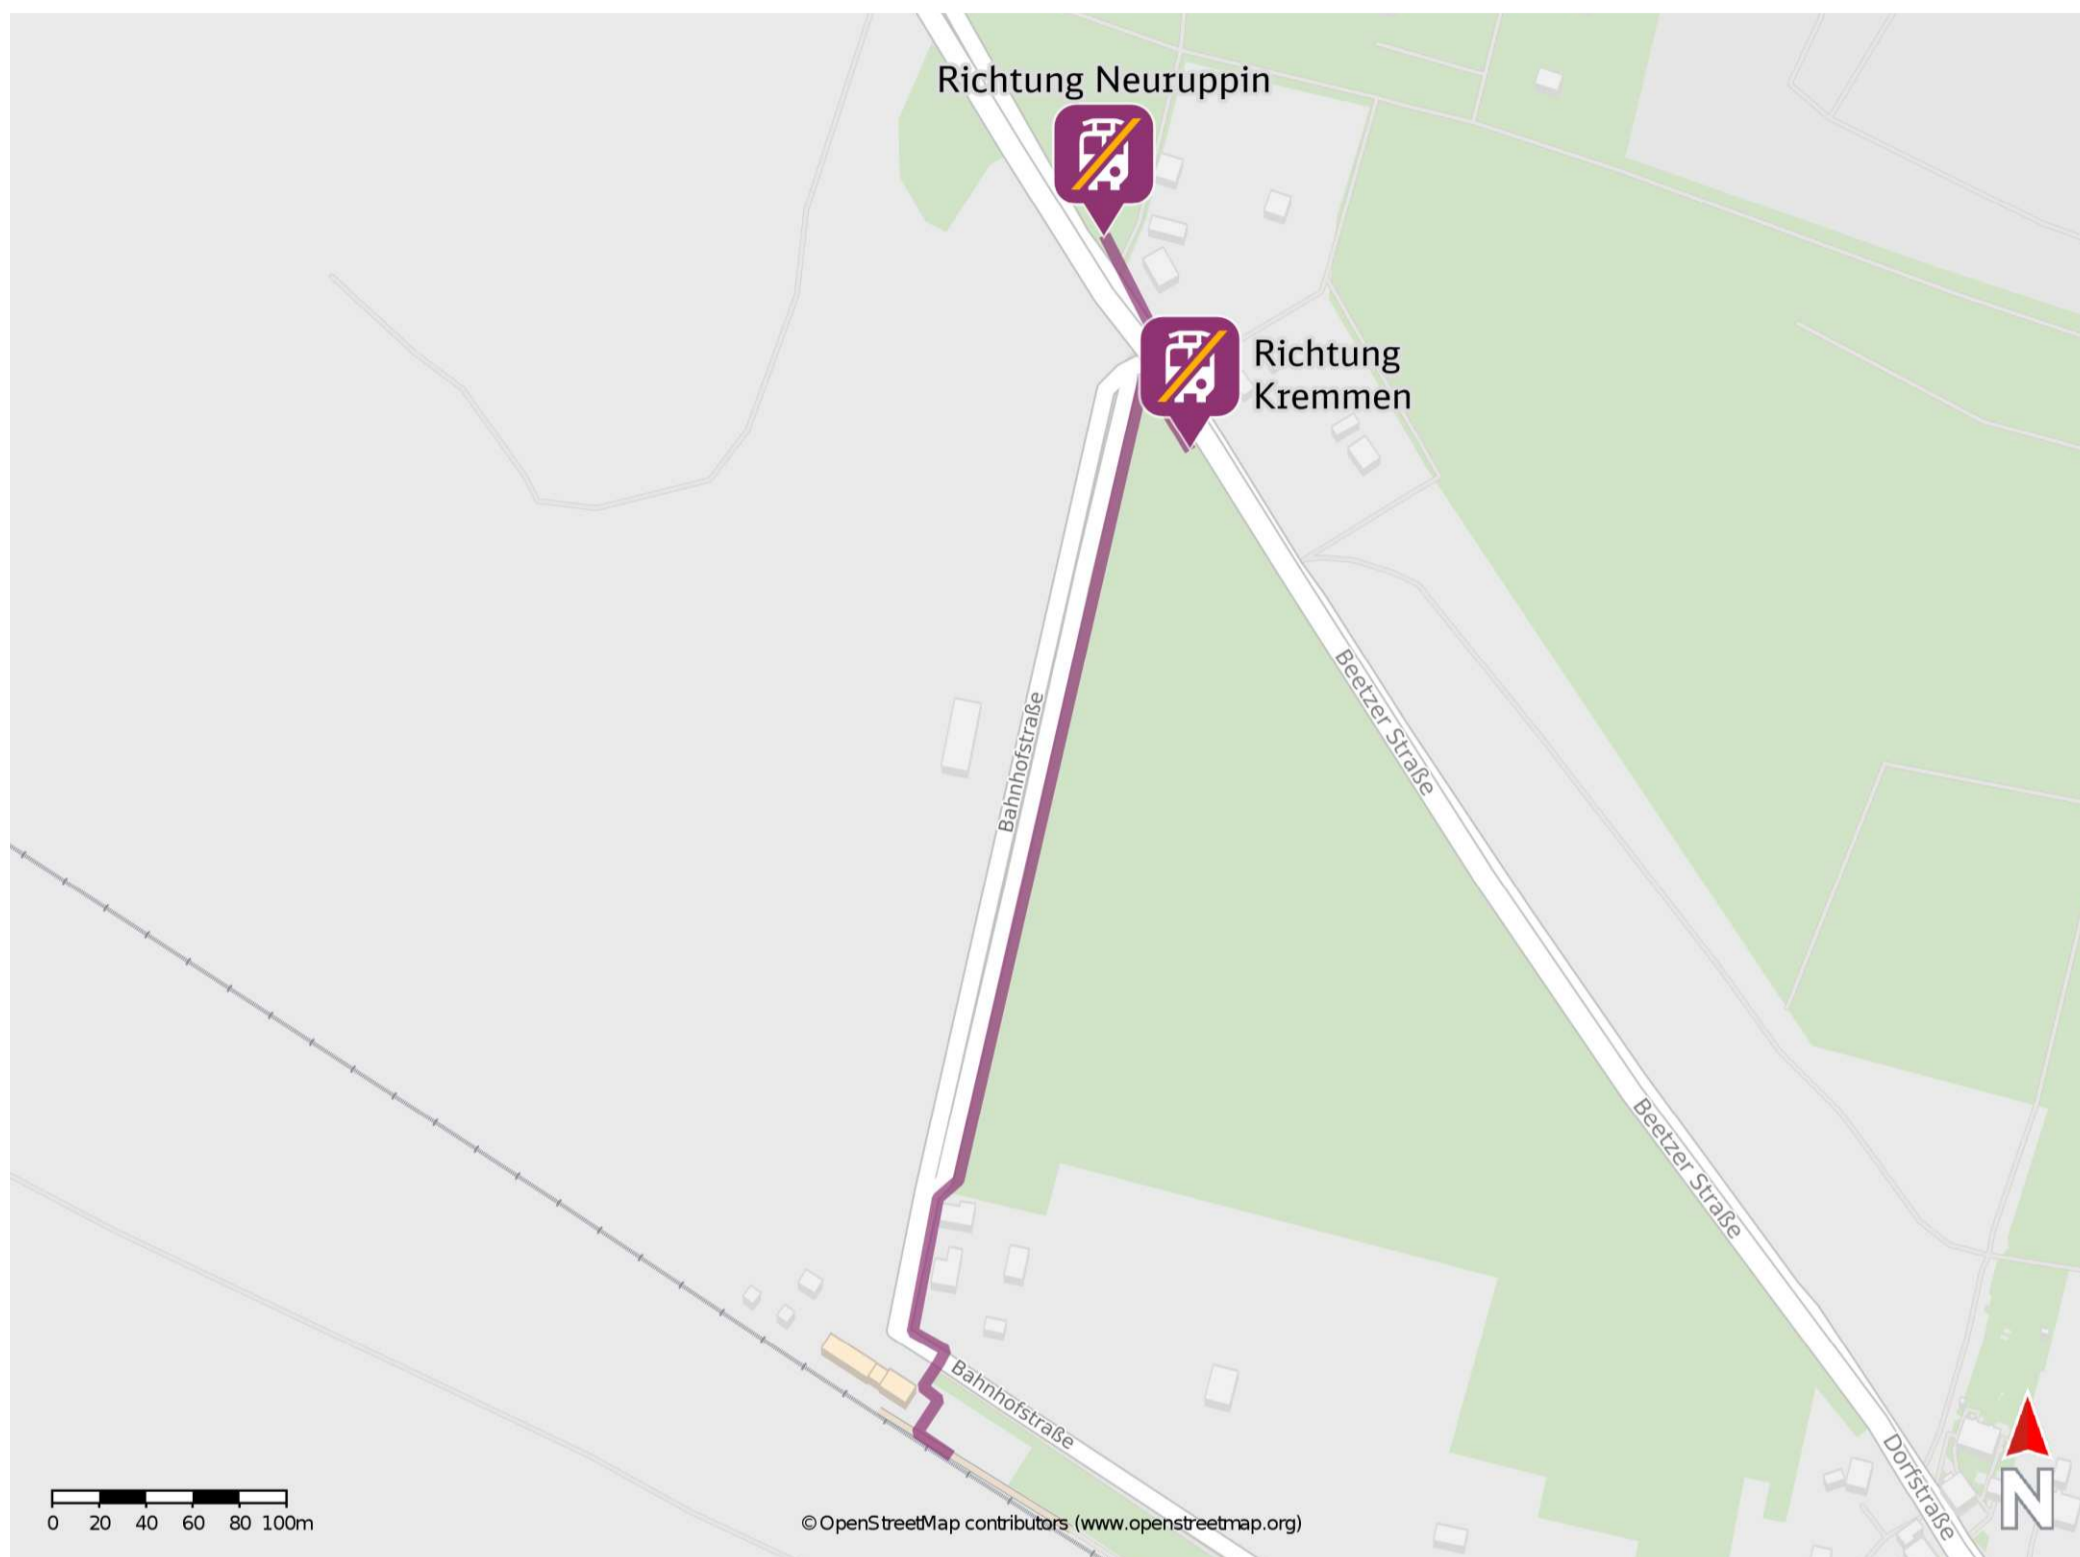 Richtung Neuruppin
Richtung
Kremmen
Bahnhofstraße
Beetzer Straße
Beetzer Straße
Bahnhofstraße
Dorfstraße
N
0 20 40 60 80 100m
© OpenStreetMap contributors (www.openstreetmap.org)